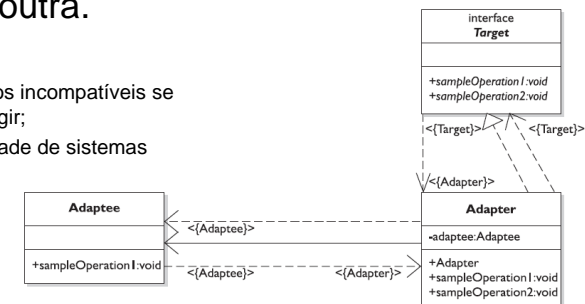 outra.
os incompatíveis se
gir;
ade de sistemas
interface
Target
+sampleOperation1:void
+sampleOperation2:void
<{Target}>
<{Target}>
<{Adapter}>
Adaptee
+sampleOperation1:void
<{Adaptee}>
<{Adaptee}>
<{Adapter}>
Adapter
-adaptee:Adaptee
+Adapter
+sampleOperation1:void
+sampleOperation2:void